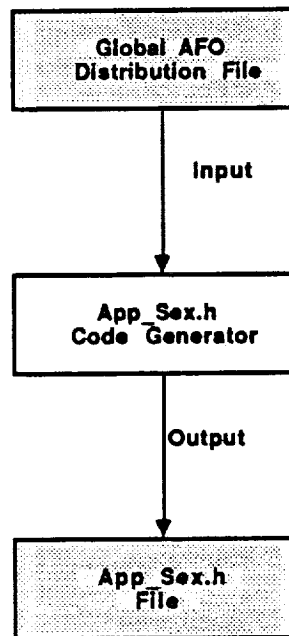 Global AFO
Distribution File
Input
App_Sex.h
Code Generator
Output
App_Sex.h
File